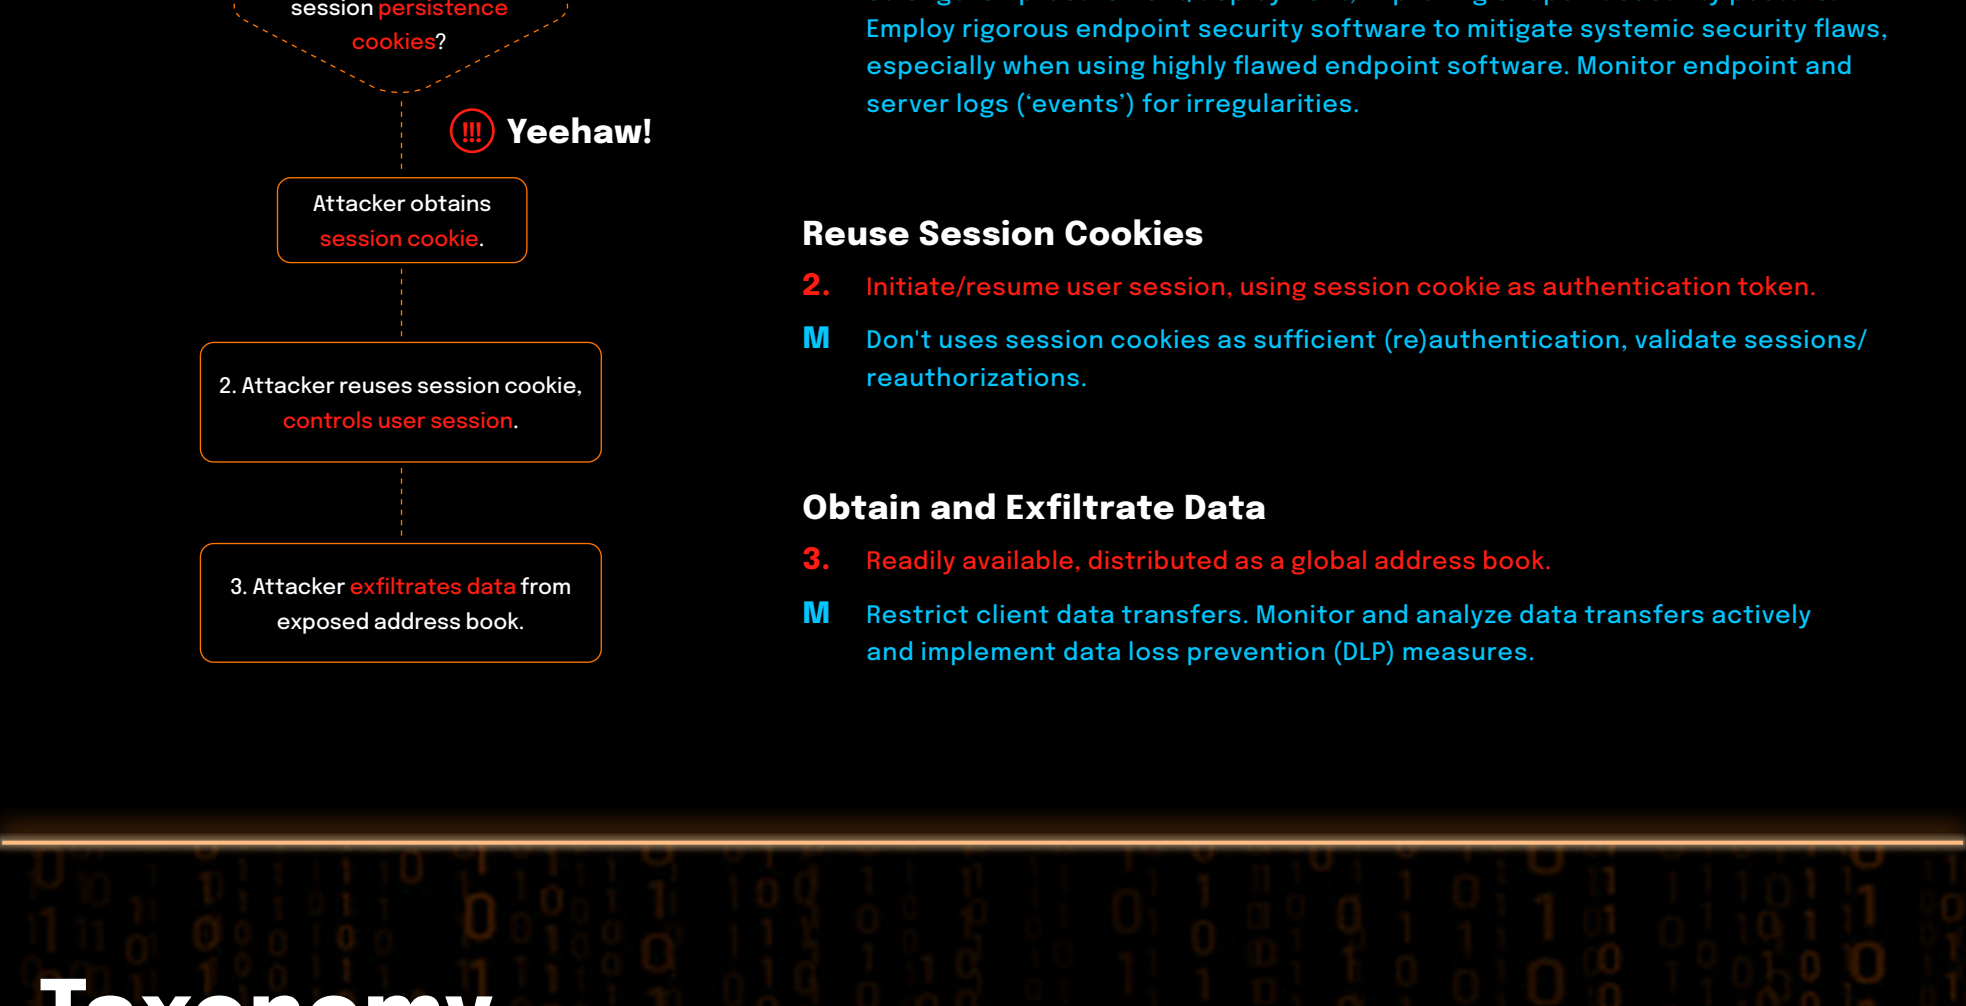 session persistence
cookies?
!!! Yeehaw!
Attacker obtains
session cookie.
2. Attacker reuses session cookie,
controls user session.
3. Attacker exfiltrates data from
exposed address book.
Employ rigorous endpoint security software to mitigate systemic security flaws,
especially when using highly flawed endpoint software. Monitor endpoint and
server logs (‘events’) for irregularities.
Reuse Session Cookies
2. Initiate/resume user session, using session cookie as authentication token.
M Don't uses session cookies as sufficient (re)authentication, validate sessions/
reauthorizations.
Obtain and Exfiltrate Data
3. Readily available, distributed as a global address book.
M Restrict client data transfers. Monitor and analyze data transfers actively
and implement data loss prevention (DLP) measures.
Taxonomy